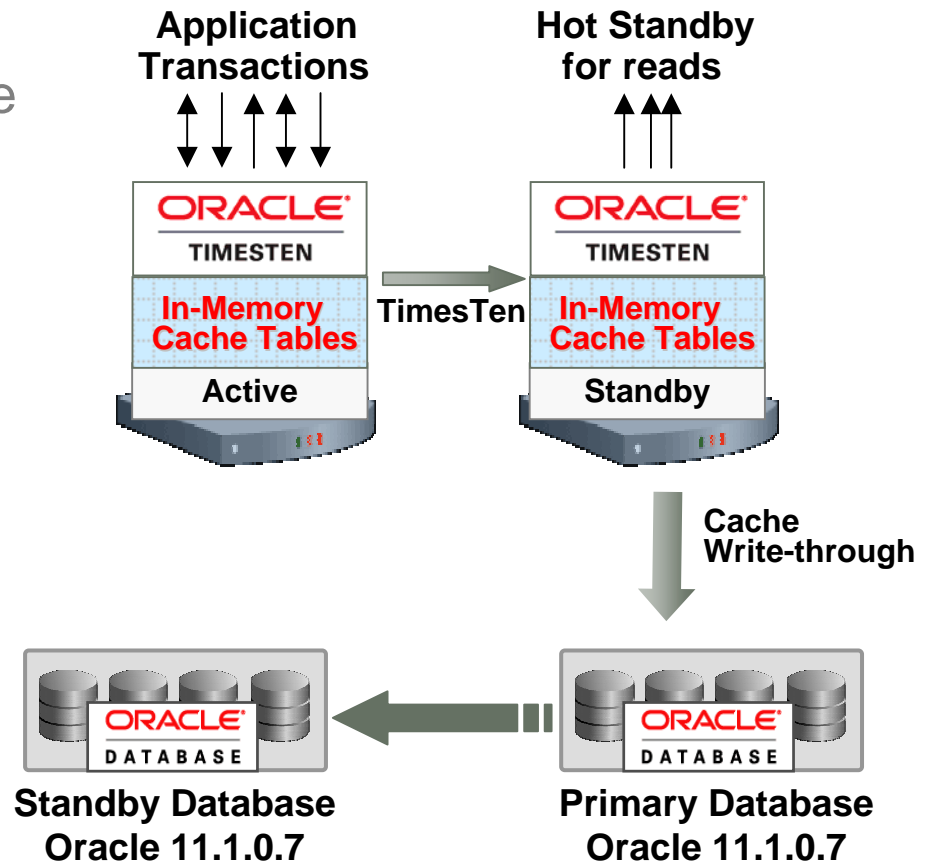 Application
Transactions
Hot Standby
for reads
e
ORACLE
TIMESTEN
In-Memory
Cache Tables
Active
TimesTen
ORACLE
TIMESTEN
In-Memory
Cache Tables
Standby
Cache
Write-through
ORACLE
DATABASE
Standby Database
Oracle 11.1.0.7
ORACLE
DATABASE
Primary Database
Oracle 11.1.0.7